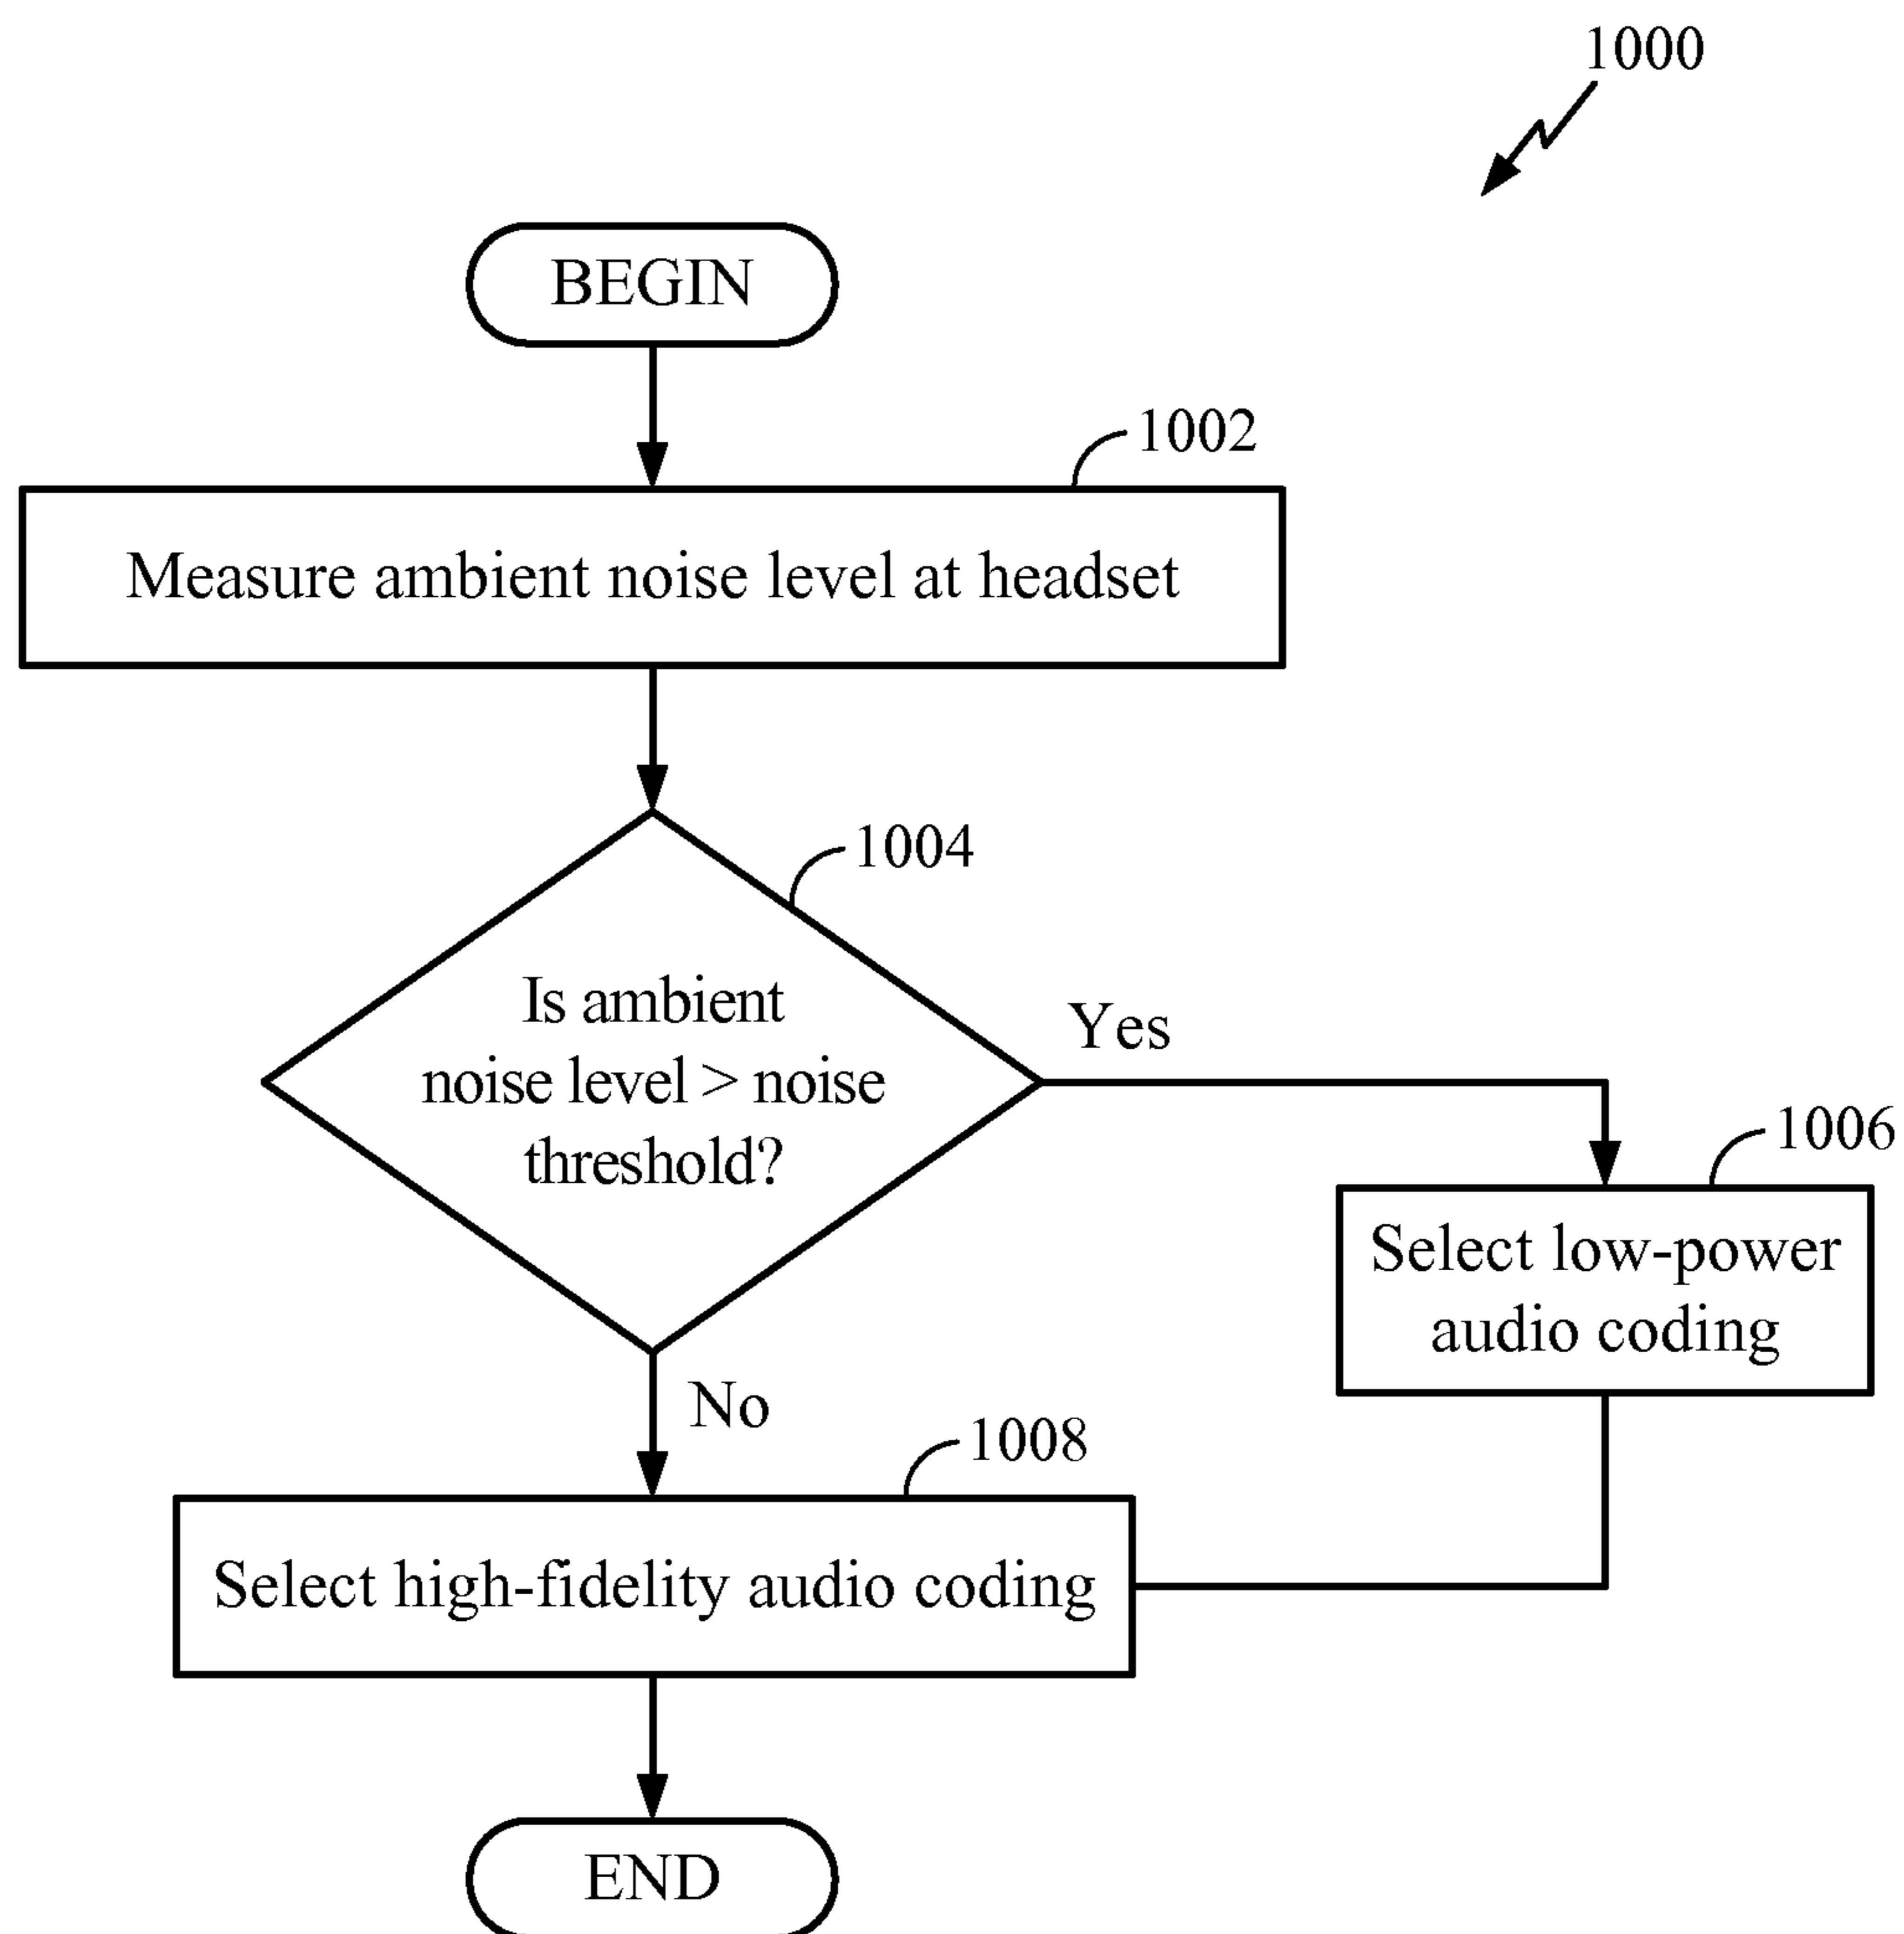 1000
BEGIN
1002
Measure ambient noise level at headset
1004
Is ambient
noise level > noise
threshold?
Yes
1006
Select low-power
audio coding
No
1008
Select high-fidelity audio coding
END